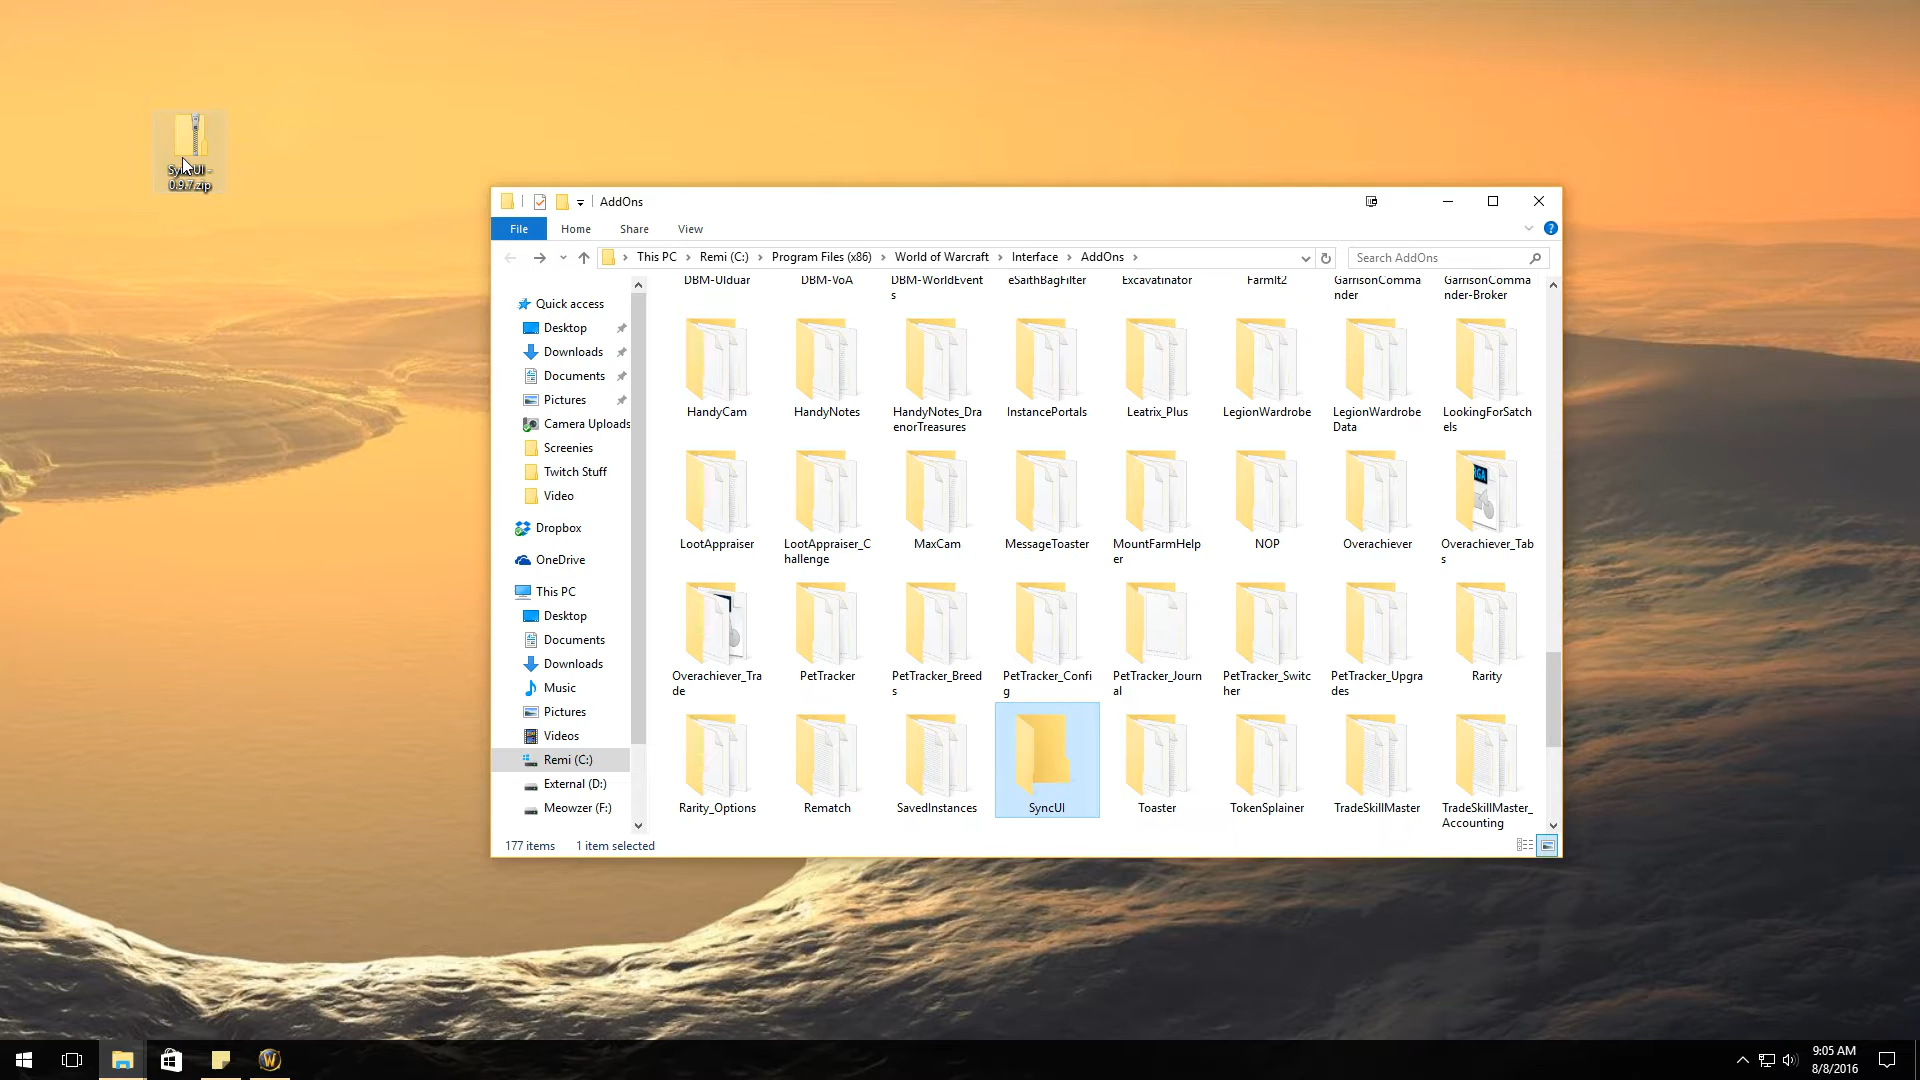 SyncUI -
0.9.7.zip
AddOns
File
Home
Share
View
This PC
Remi (C:)
Program Files (x86)
World of Warcraft
Interface
AddOns
Search AddOns
Quick access
Desktop
Downloads
Documents
Pictures
Camera Uploads
Screenies
Twitch Stuff
Video
Dropbox
OneDrive
This PC
Desktop
Documents
Downloads
Music
Pictures
Videos
Remi (C:)
External (D:)
Meowzer (F:)
DBM-Ulduar
DBM-VoA
DBM-WorldEvent
s
eSaithBagFilter
Excavatinator
FarmIt2
GarrisonCom
mander
GarrisonComma
nder-Broker
HandyCam
HandyNotes
HandyNotes_Dra
enorTreasures
InstancePortals
Leatrix_Plus
LegionWardrobe
LegionWardrobe
Data
LookingForSatch
els
LootAppraiser
LootAppraiser_C
hallenge
MaxCam
MessageToaster
MountFarmHelp
er
NOP
Overachiever
Overachiever_Tab
s
Overachiever_Tra
de
PetTracker
PetTracker_Breed
s
PetTracker_Confi
g
PetTracker_Journ
al
PetTracker_Switc
her
PetTracker_Upgra
des
Rarity
Rarity_Options
Rematch
SavedInstances
SyncUI
Toaster
TokenSplainer
TradeSkillMaster
TradeSkillMaster_
Accounting
177 items
1 item selected
9:05 AM
8/8/2016